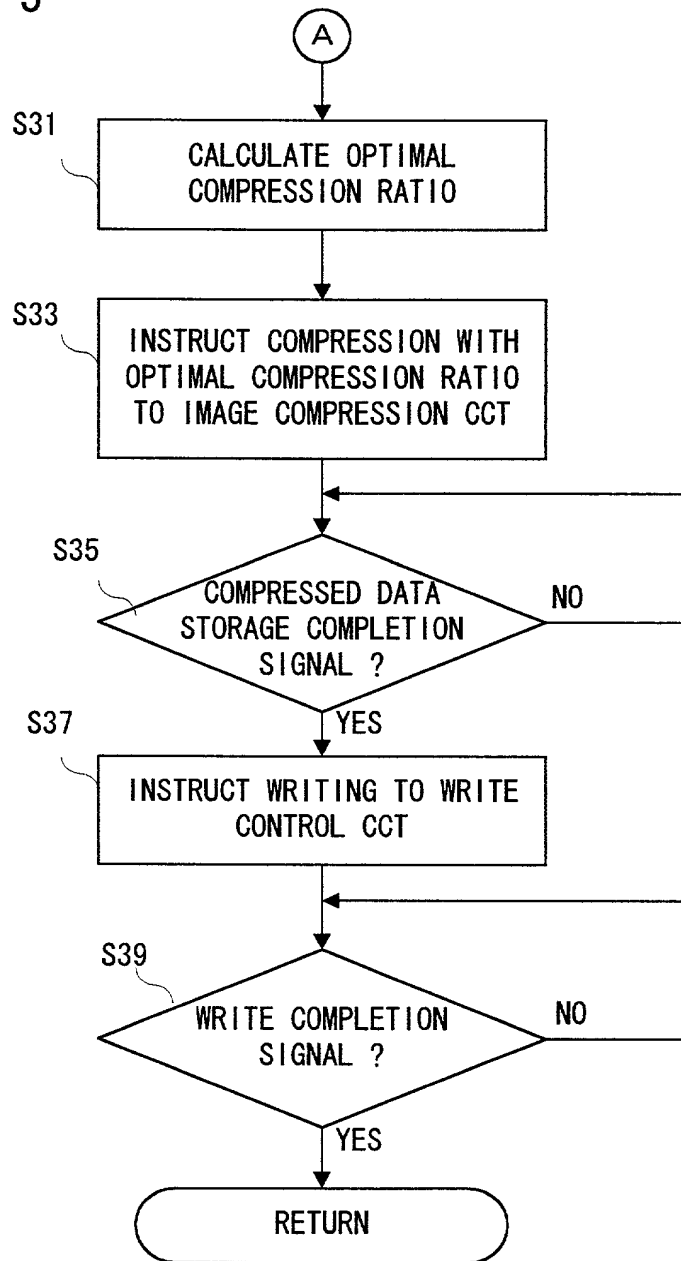 A
S31
CALCULATE OPTIMAL
COMPRESSION RATIO
S33
INSTRUCT COMPRESSION WITH
OPTIMAL COMPRESSION RATIO
TO IMAGE COMPRESSION CCT
S35
COMPRESSED DATA
STORAGE COMPLETION
SIGNAL ?
NO
YES
S37
INSTRUCT WRITING TO WRITE
CONTROL CCT
S39
WRITE COMPLETION
SIGNAL ?
NO
YES
RETURN